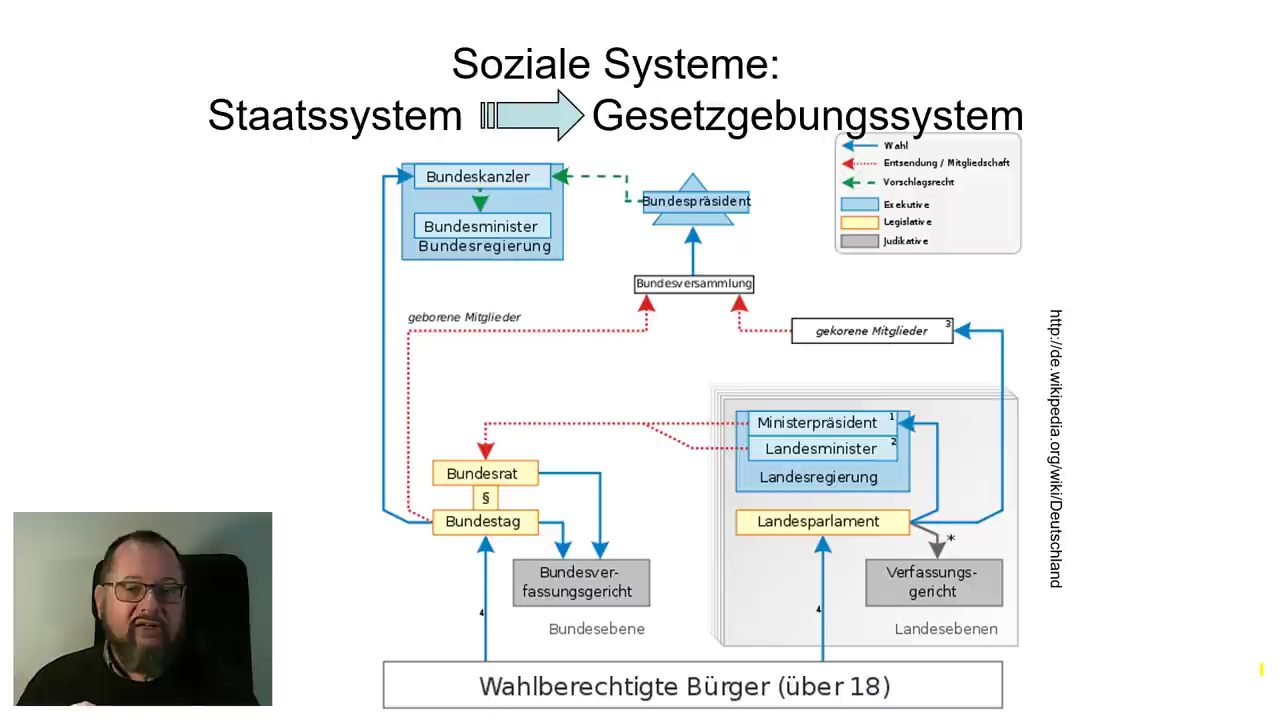 Soziale Systeme:
Staatssystem Gesetzgebungssystem
Wahl
Entsendung / Mitgliedschaft
Vorschlagsrecht
Exekutive
Legislative
Judikative
Bundeskanzler
Bundesminister
Bundesregierung
Bundespräsident
Bundesversammlung
geborene Mitglieder
gekorene Mitglieder 3
Ministerpräsident 1
Landesminister 2
Landesregierung
Bundesrat
§
Bundestag
Landesparlament
*
Bundesver-
fassungsgericht
Verfassungs-
gericht
4
4
Bundesebene
Landesebenen
Wahlberechtigte Bürger (über 18)
http://de.wikipedia.org/wiki/Deutschland